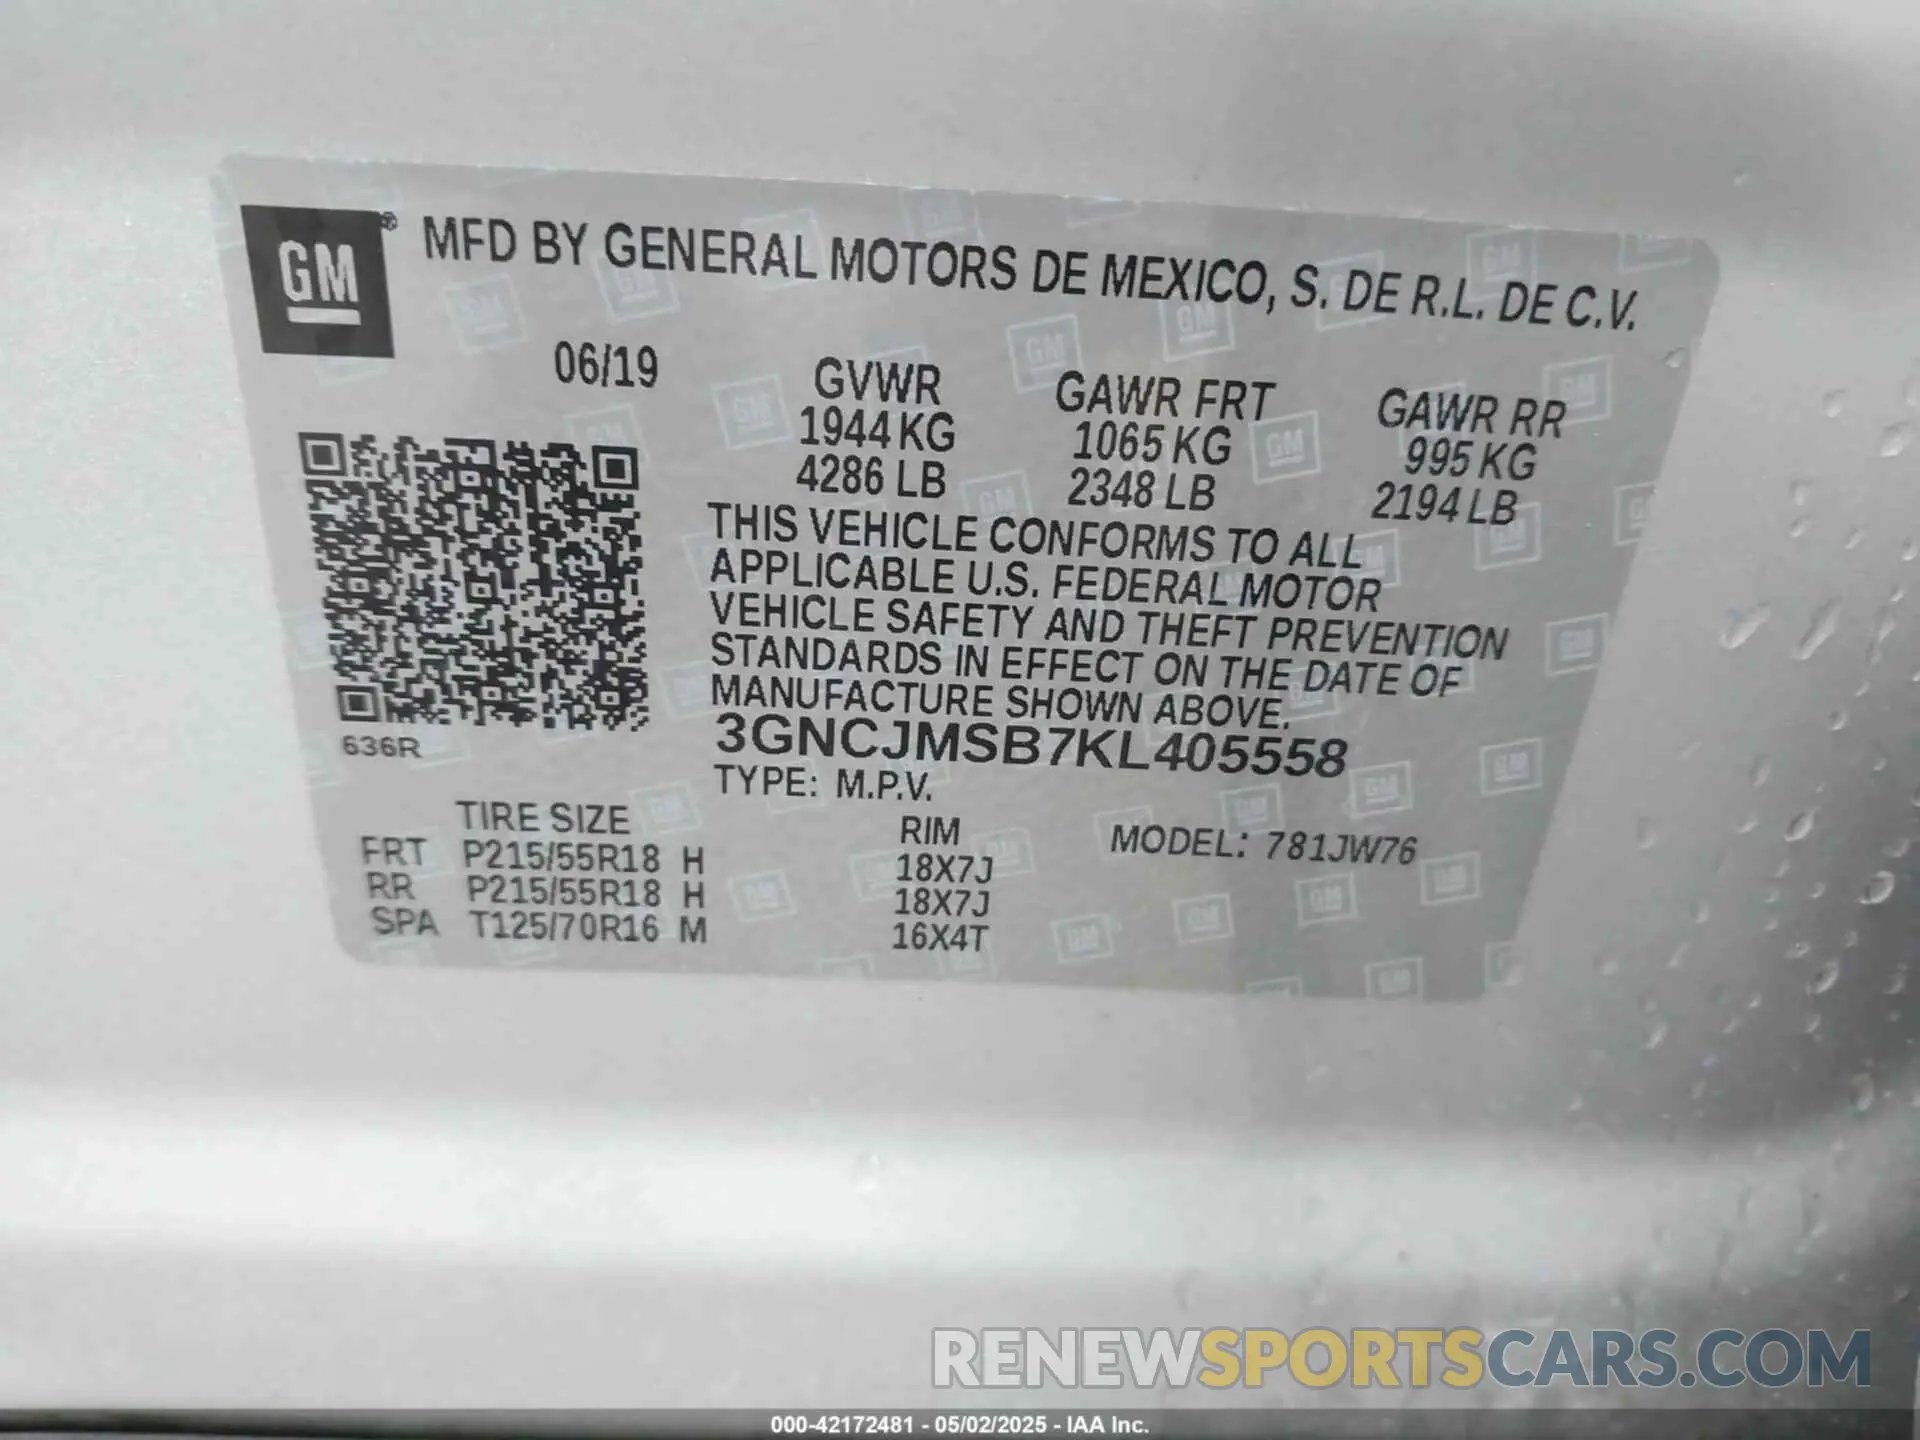 GM® MFD BY GENERAL MOTORS DE MEXICO, S. DE R.L. DE C.V.
06/19
GVWR GAWR FRT GAWR RR
1944 KG 1065 KG 995 KG
4286 LB 2348 LB 2194 LB
THIS VEHICLE CONFORMS TO ALL
APPLICABLE U.S. FEDERAL MOTOR
VEHICLE SAFETY AND THEFT PREVENTION
STANDARDS IN EFFECT ON THE DATE OF
MANUFACTURE SHOWN ABOVE.
636R
3GNCJMSB7KL405558
TYPE: M.P.V.
TIRE SIZE RIM MODEL: 781JW76
FRT P215/55R18 H 18X7J
RR P215/55R18 H 18X7J
SPA T125/70R16 M 16X4T
RENEWSPORTSCARS.COM
000-42172481 - 05/02/2025 - IAA Inc.